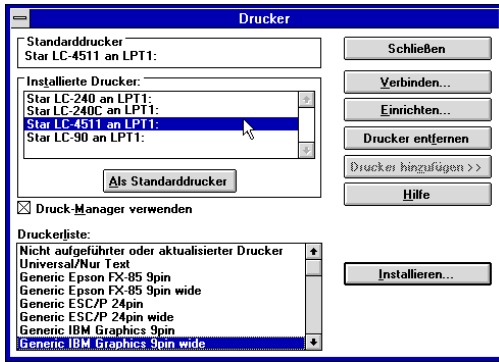 Drucker
Standarddrucker
Star LC-4511 an LPT1:
Installierte Drucker:
Star LC-240 an LPT1:
Star LC-240C an LPT1:
Star LC-4511 an LPT1:
Star LC-90 an LPT1:
Als Standarddrucker
Druck-Manager verwenden
Druckerliste:
Nicht aufgeführter oder aktualisierter Drucker
Universal/Nur Text
Generic Epson FX-85 9pin
Generic Epson FX-85 9pin wide
Generic ESC/P 24pin
Generic ESC/P 24pin wide
Generic IBM Graphics 9pin
Generic IBM Graphics 9pin wide
Schließen
Verbinden...
Einrichten...
Drucker entfernen
Drucker hinzufügen >>
Hilfe
Installieren...